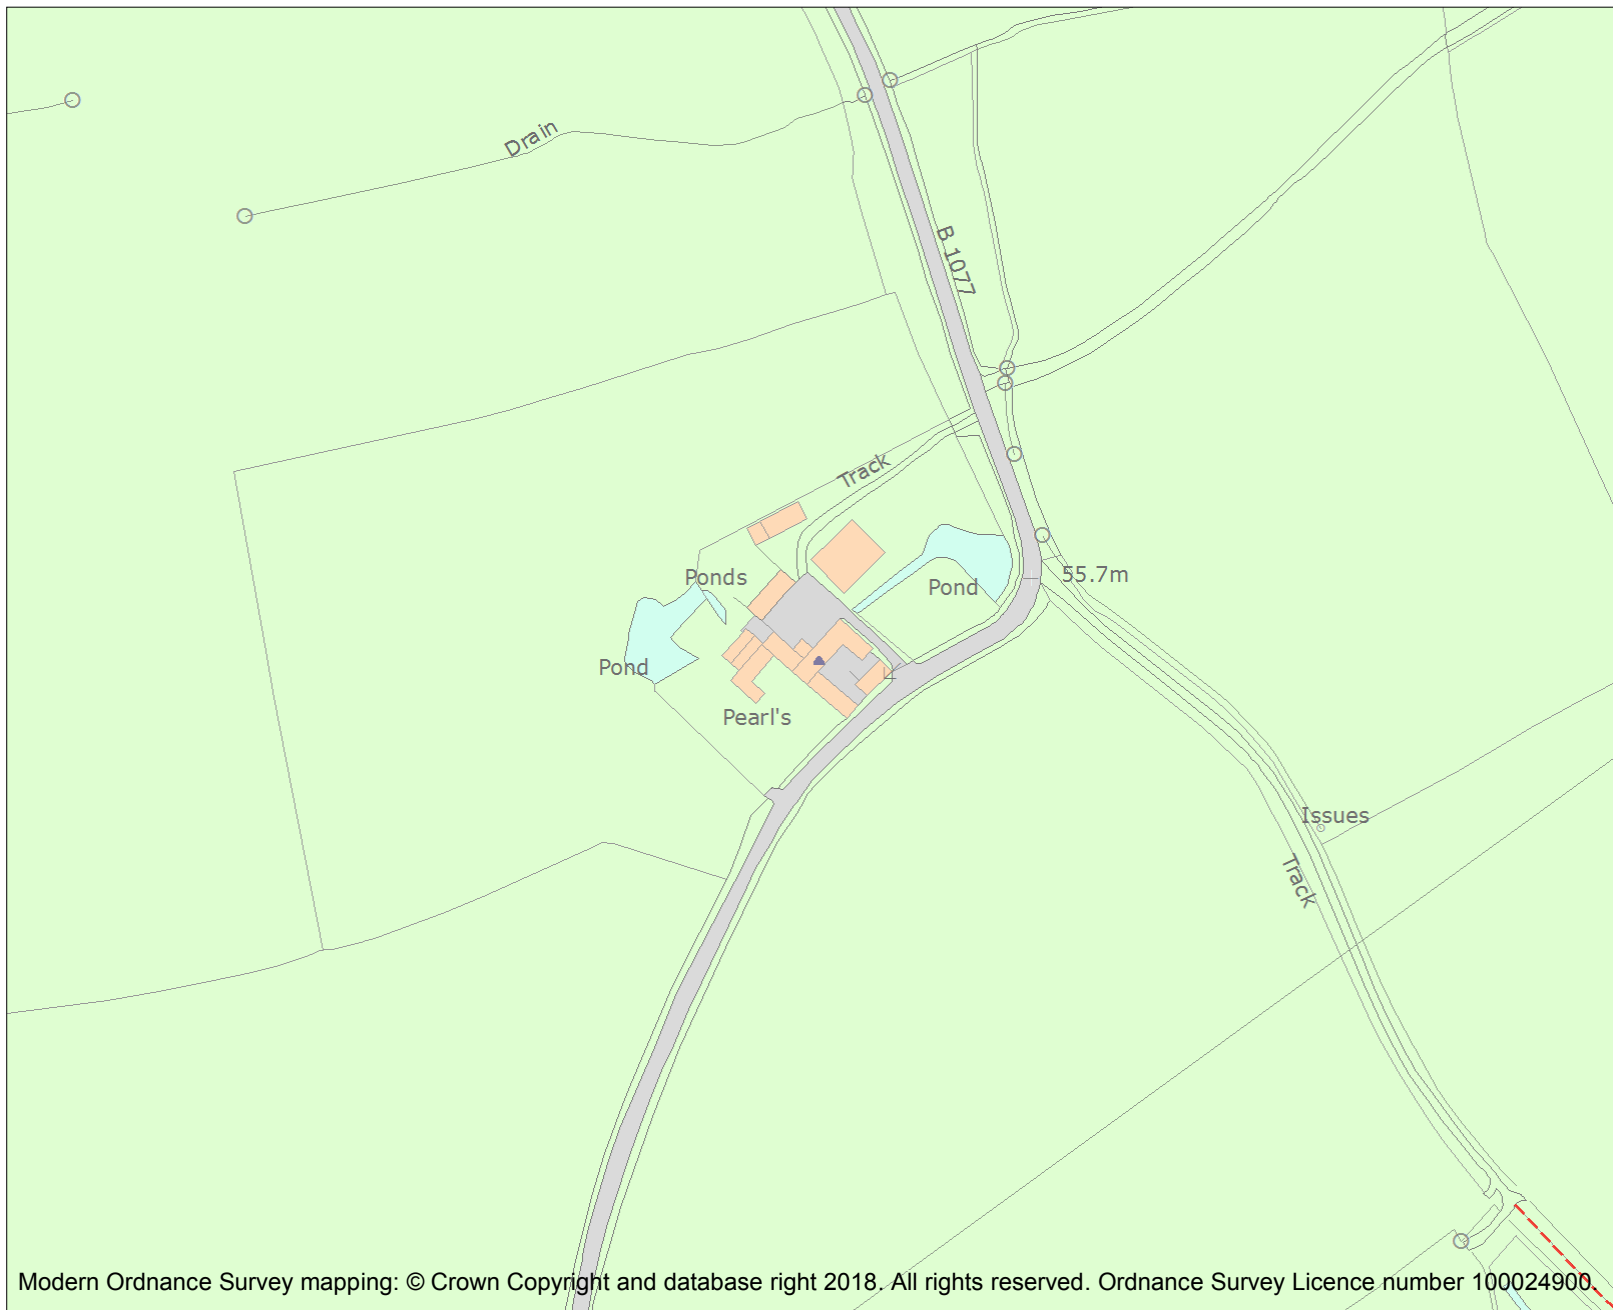 Drain
B 1077
Track
Ponds
Pond
55.7m
Pond
Pearl's
Issues
Track
Modern Ordnance Survey mapping: © Crown Copyright and database right 2018. All rights reserved. Ordnance Survey Licence number 100024900.